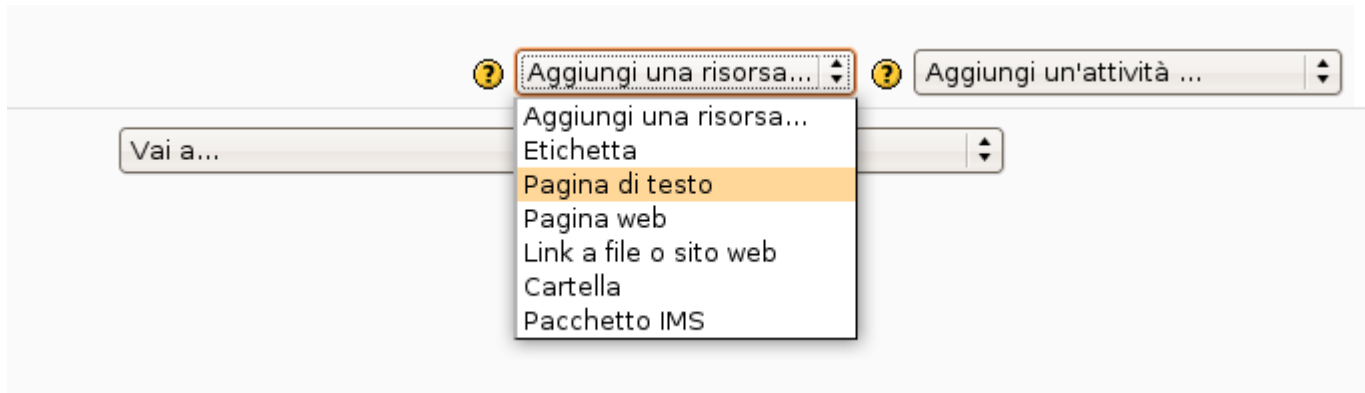 Aggiungi una risorsa...
Aggiungi un'attività ...
Aggiungi una risorsa...
Vai a...
Etichetta
Pagina di testo
Pagina web
Link a file o sito web
Cartella
Pacchetto IMS